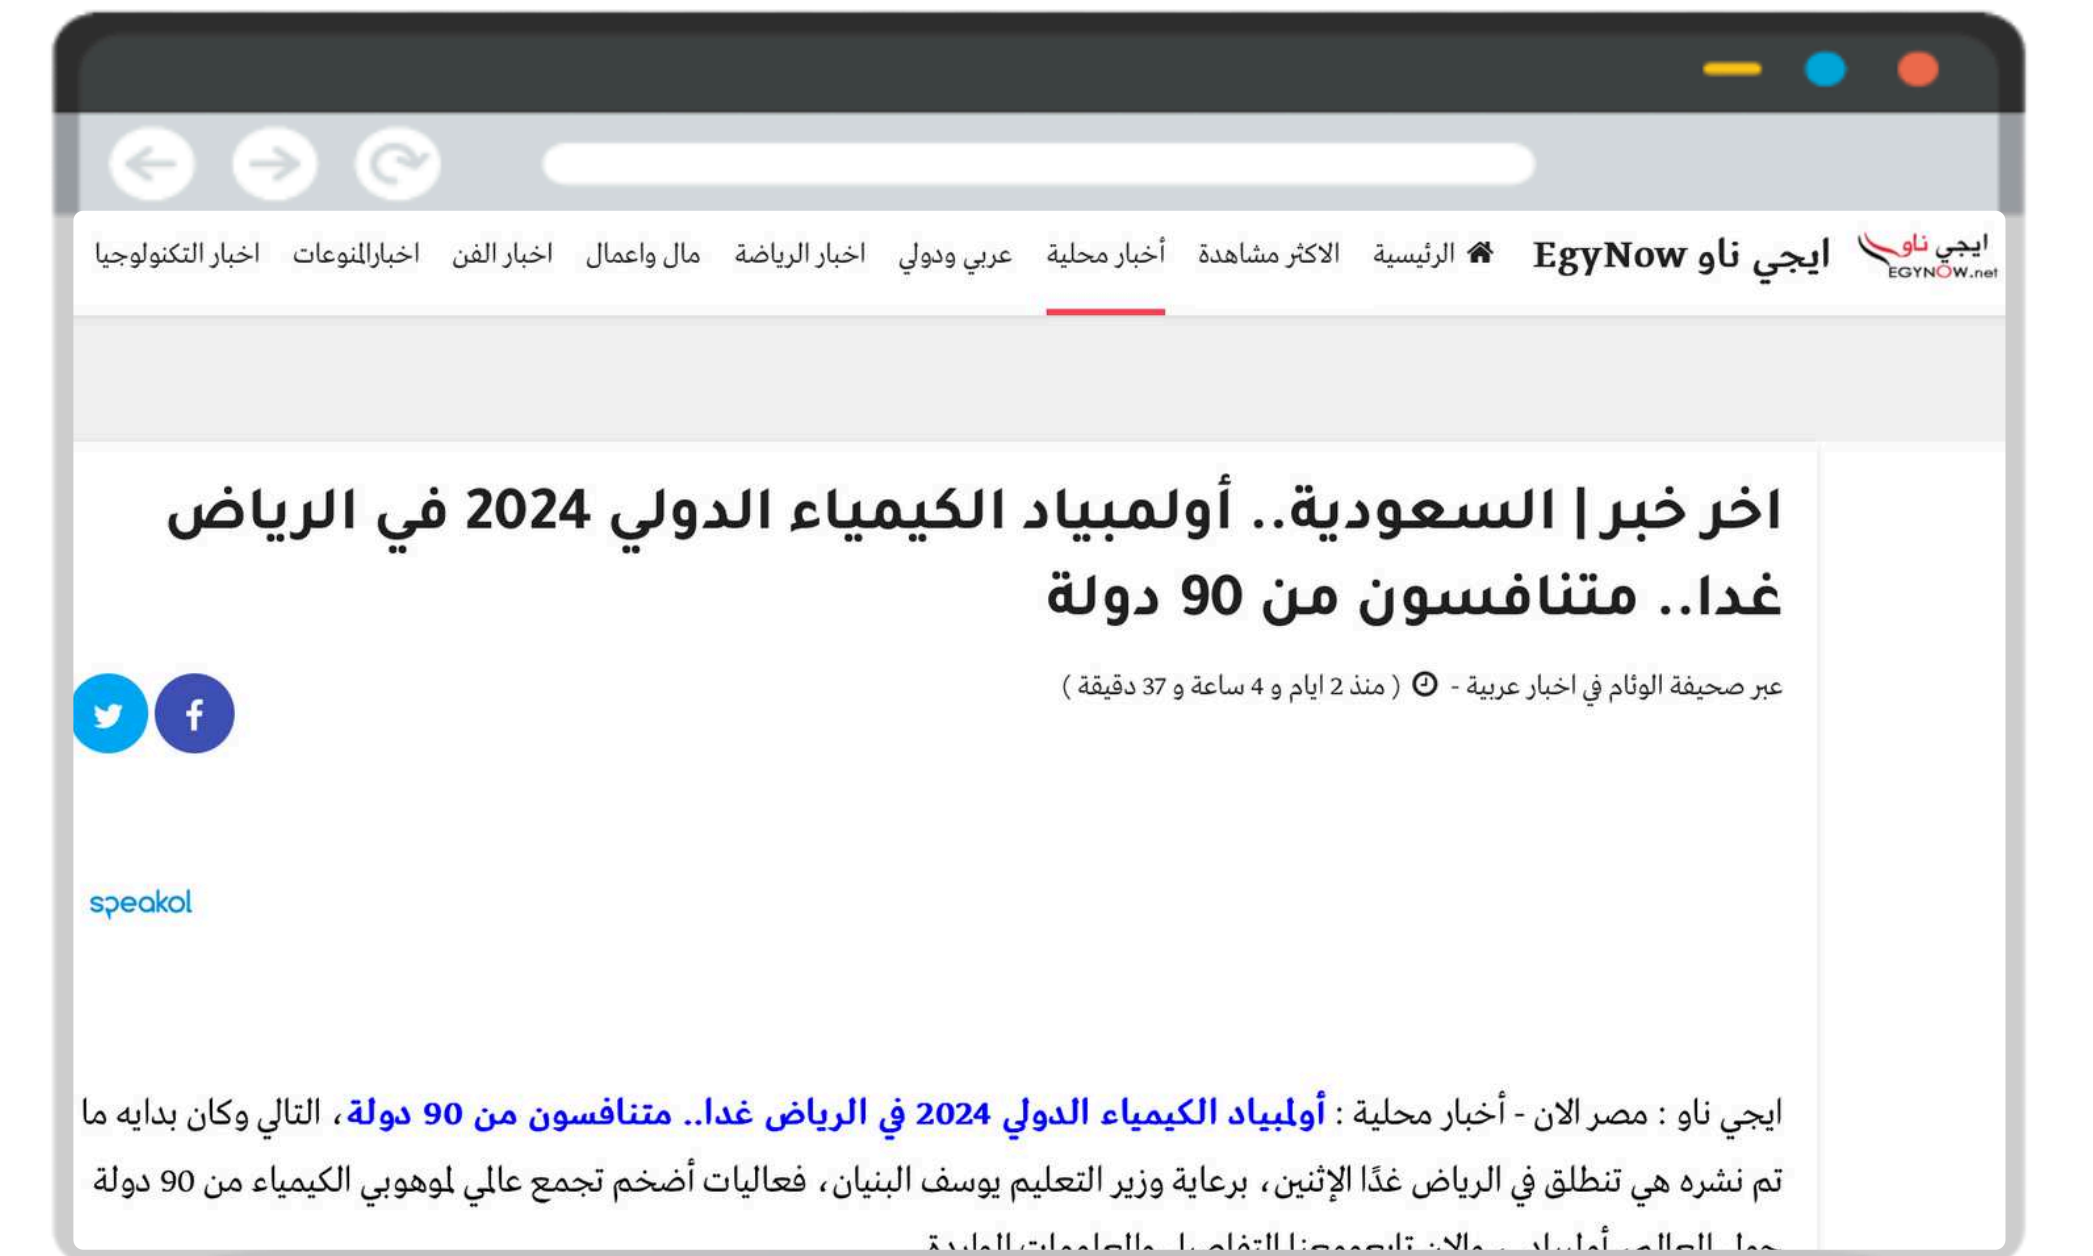 ايجي ناو
EGYNOW.net
ايجي ناو EgyNow الرئيسية الاكثر مشاهدة أخبار محلية عربي ودولي اخبار الرياضة مال واعمال اخبار الفن اخبارالمنوعات اخبار التكنولوجيا
اخر خبر | السعودية.. أولمبياد الكيمياء الدولي 2024 في الرياض
غدا.. متنافسون من 90 دولة
عبر صحيفة الوئام في اخبار عربية - ( منذ 2 ايام و 4 ساعة و 37 دقيقة )
speakol
ايجي ناو : مصر الان - أخبار محلية : أولمبياد الكيمياء الدولي 2024 في الرياض غدا.. متنافسون من 90 دولة، التالي وكان بدايه ما
تم نشره هي تنطلق في الرياض غدًا الإثنين، برعاية وزير التعليم يوسف البنيان، فعاليات أضخم تجمع عالمي لموهوبي الكيمياء من 90 دولة